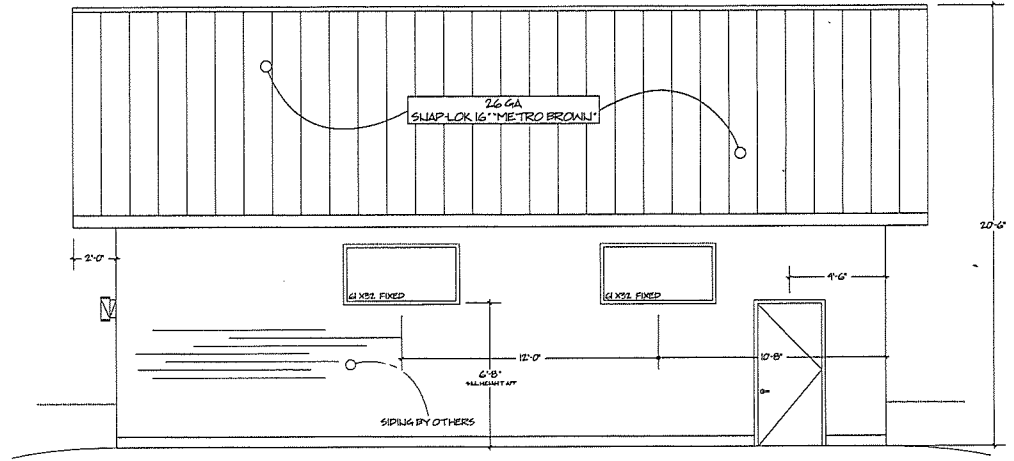 26 GA
SNAP-LOK 16" "METRO BROWN"
20'-6"
2'-0"
4'-6"
61 X32 FIXED
61 X32 FIXED
12'-0"
10'-8"
6'-8"
SIDING BY OTHERS